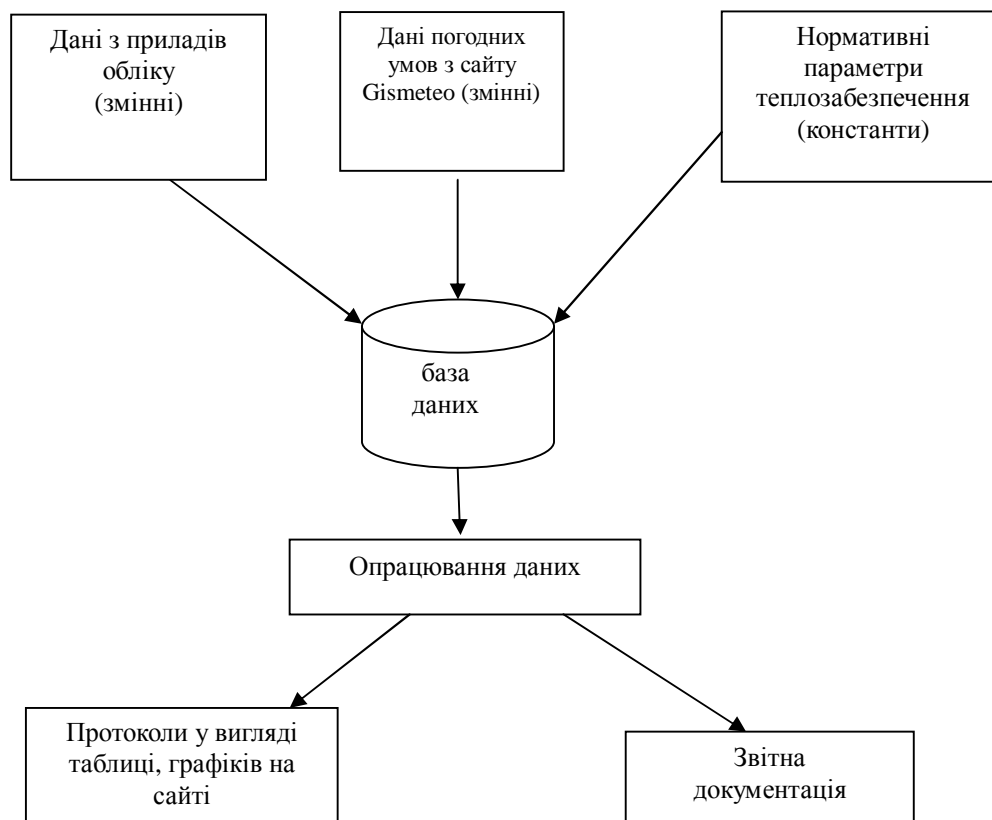 Дані з приладів
обліку
(змінні)
Дані погодних
умов з сайту
Gismeteo (змінні)
Нормативні
параметри
теплозабезпечення
(константи)
база
даних
Опрацювання даних
Протоколи у вигляді
таблиці, графіків на
сайті
Звітна
документація